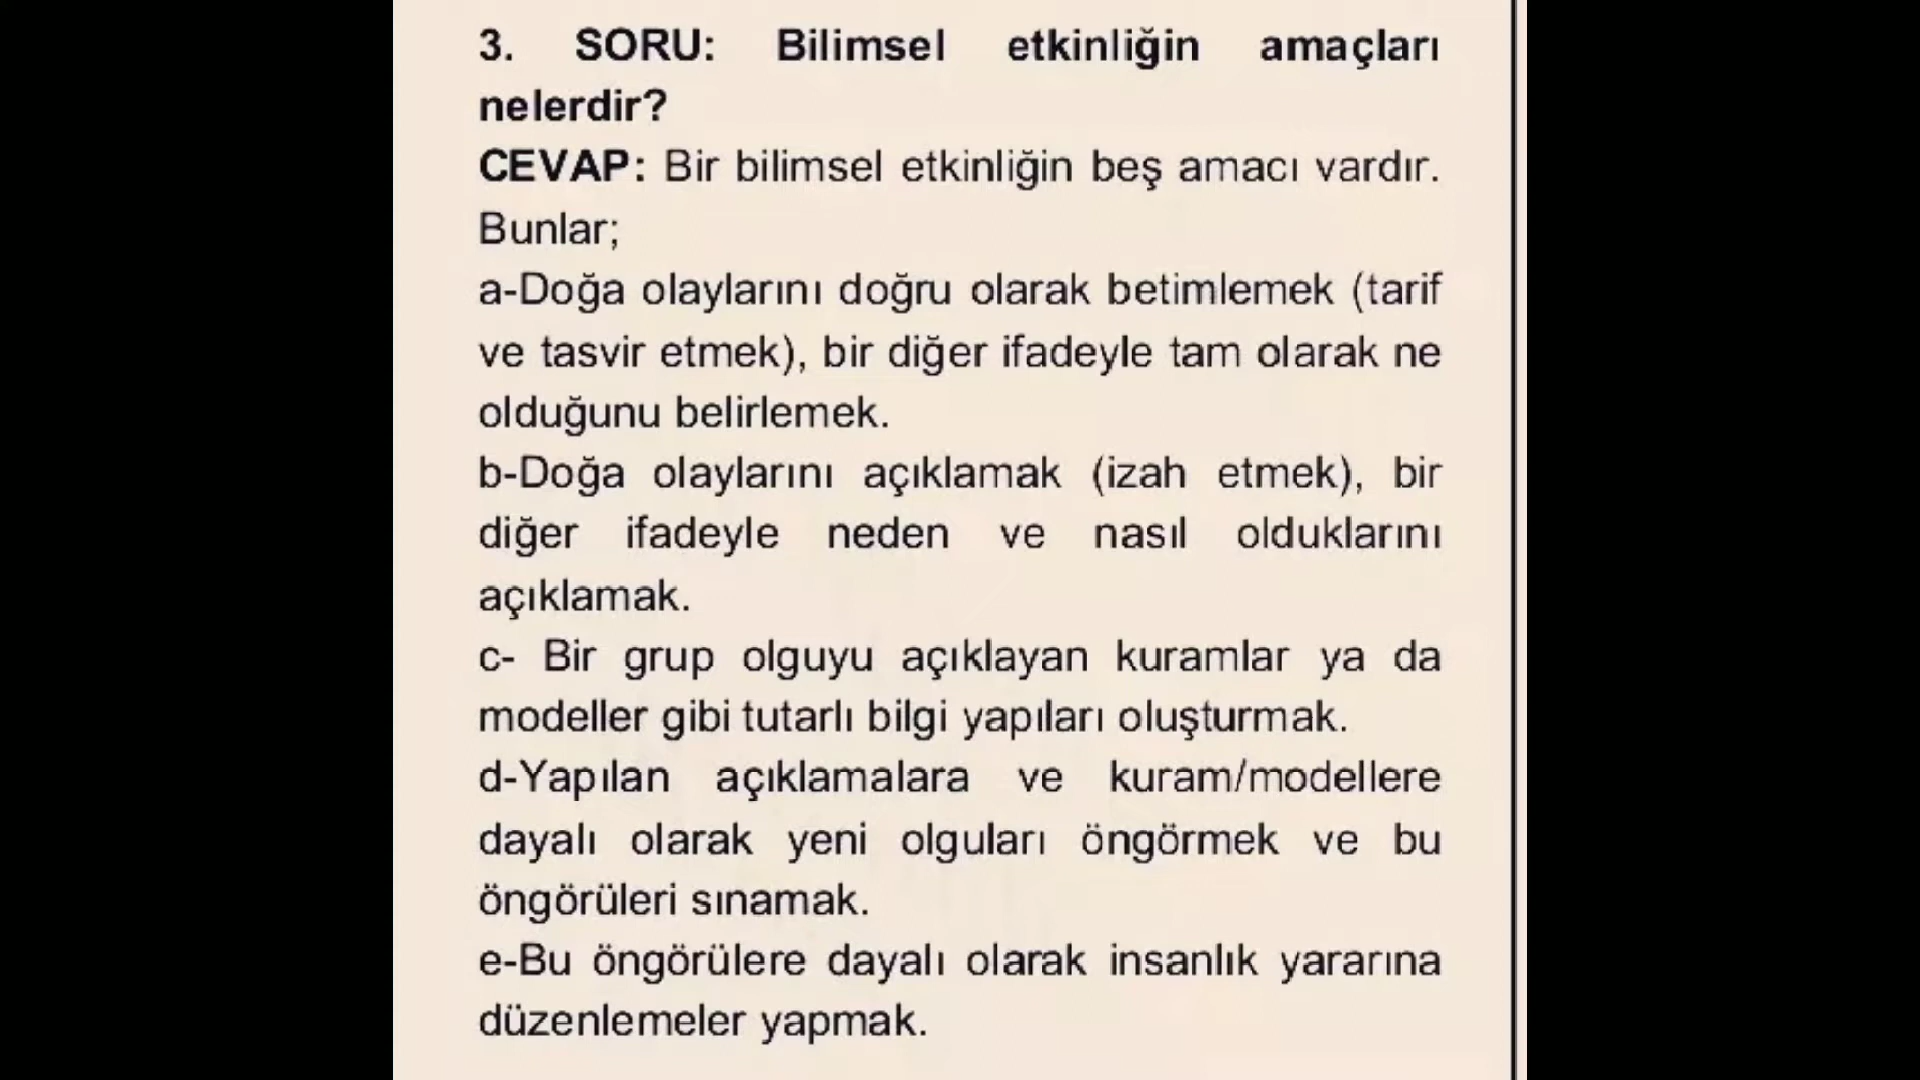 3. SORU: Bilimsel etkinliğin amaçları
nelerdir?
CEVAP: Bir bilimsel etkinliğin beş amacı vardır.
Bunlar;
a-Doğa olaylarını doğru olarak betimlemek (tarif
ve tasvir etmek), bir diğer ifadeyle tam olarak ne
olduğunu belirlemek.
b-Doğa olaylarını açıklamak (izah etmek), bir
diğer ifadeyle neden ve nasıl olduklarını
açıklamak.
c- Bir grup olguyu açıklayan kuramlar ya da
modeller gibi tutarlı bilgi yapıları oluşturmak.
d-Yapılan açıklamalara ve kuram/modellere
dayalı olarak yeni olguları öngörmek ve bu
öngörüleri sınamak.
e-Bu öngörülere dayalı olarak insanlık yararına
düzenlemeler yapmak.